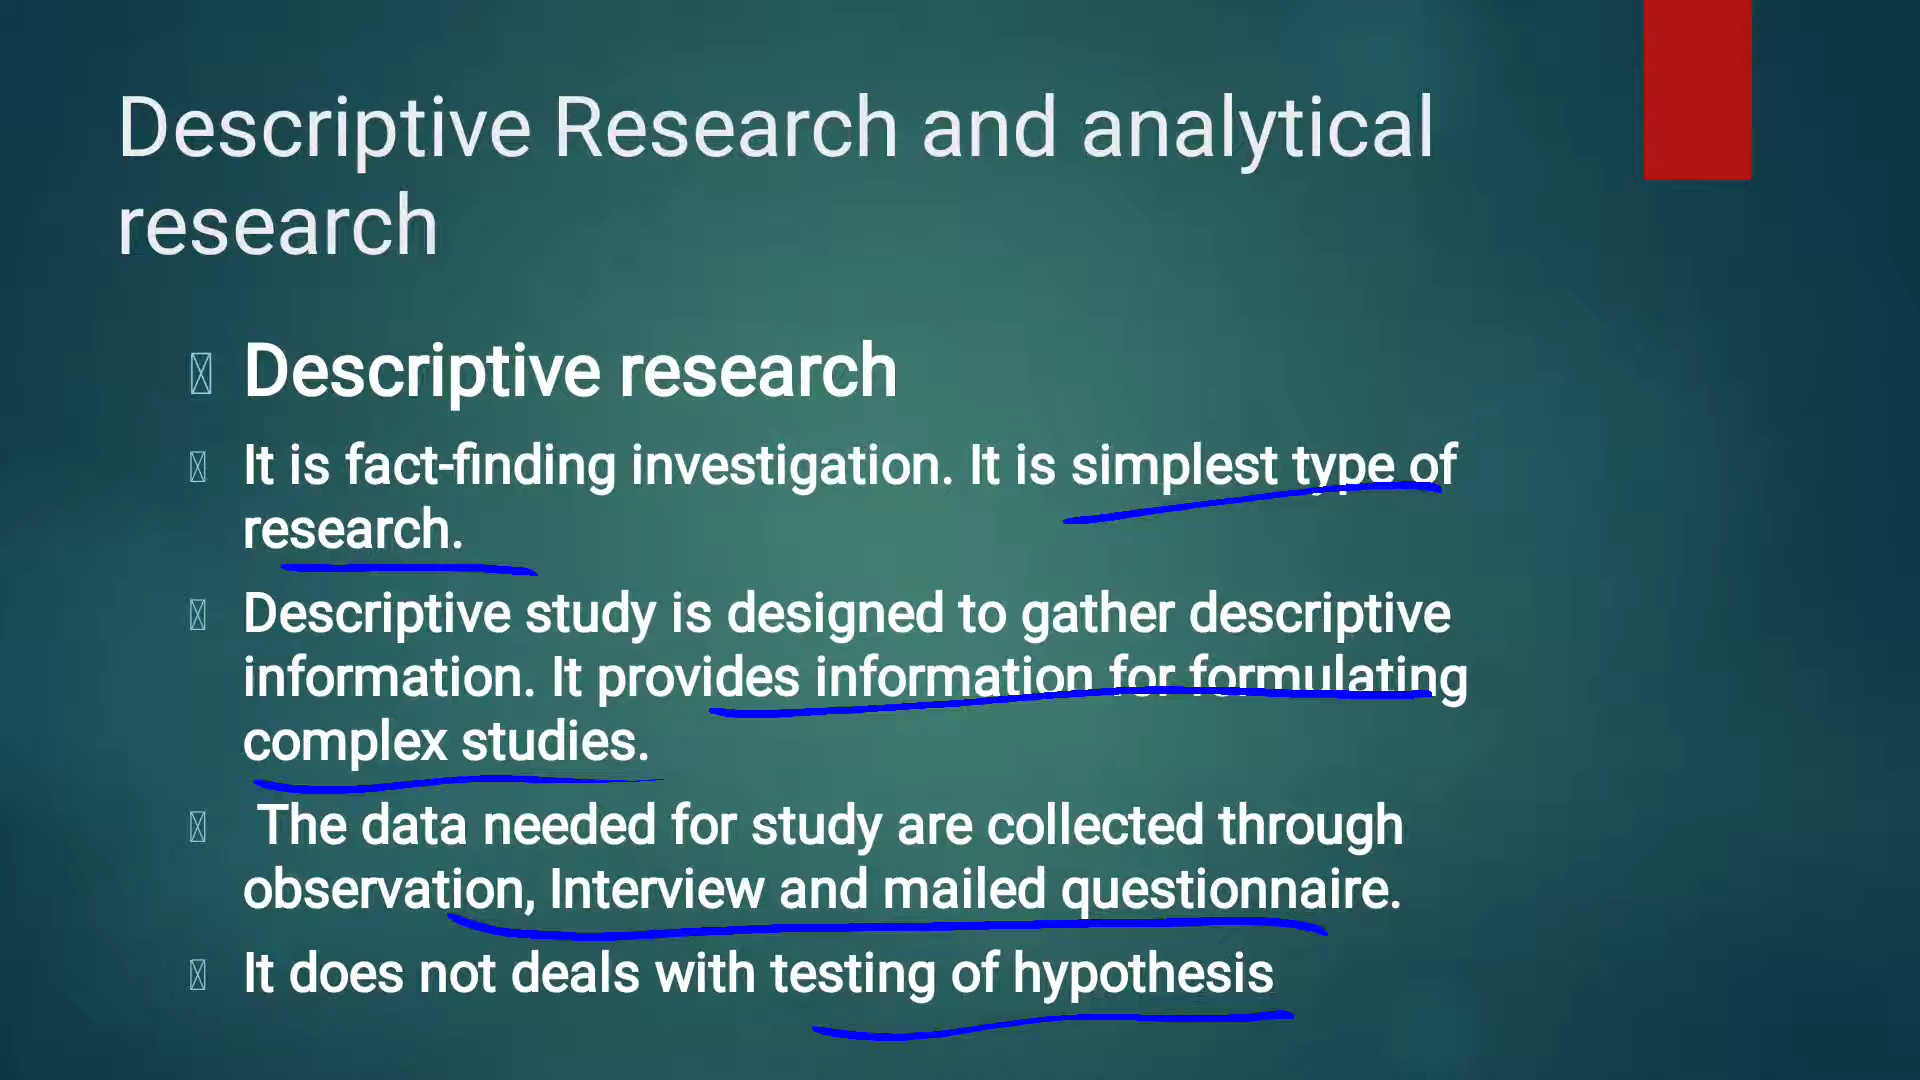 Descriptive Research and analytical
research
Descriptive research
It is fact-finding investigation. It is simplest type of
research.
Descriptive study is designed to gather descriptive
information. It provides information for formulating
complex studies.
The data needed for study are collected through
observation, Interview and mailed questionnaire.
It does not deals with testing of hypothesis